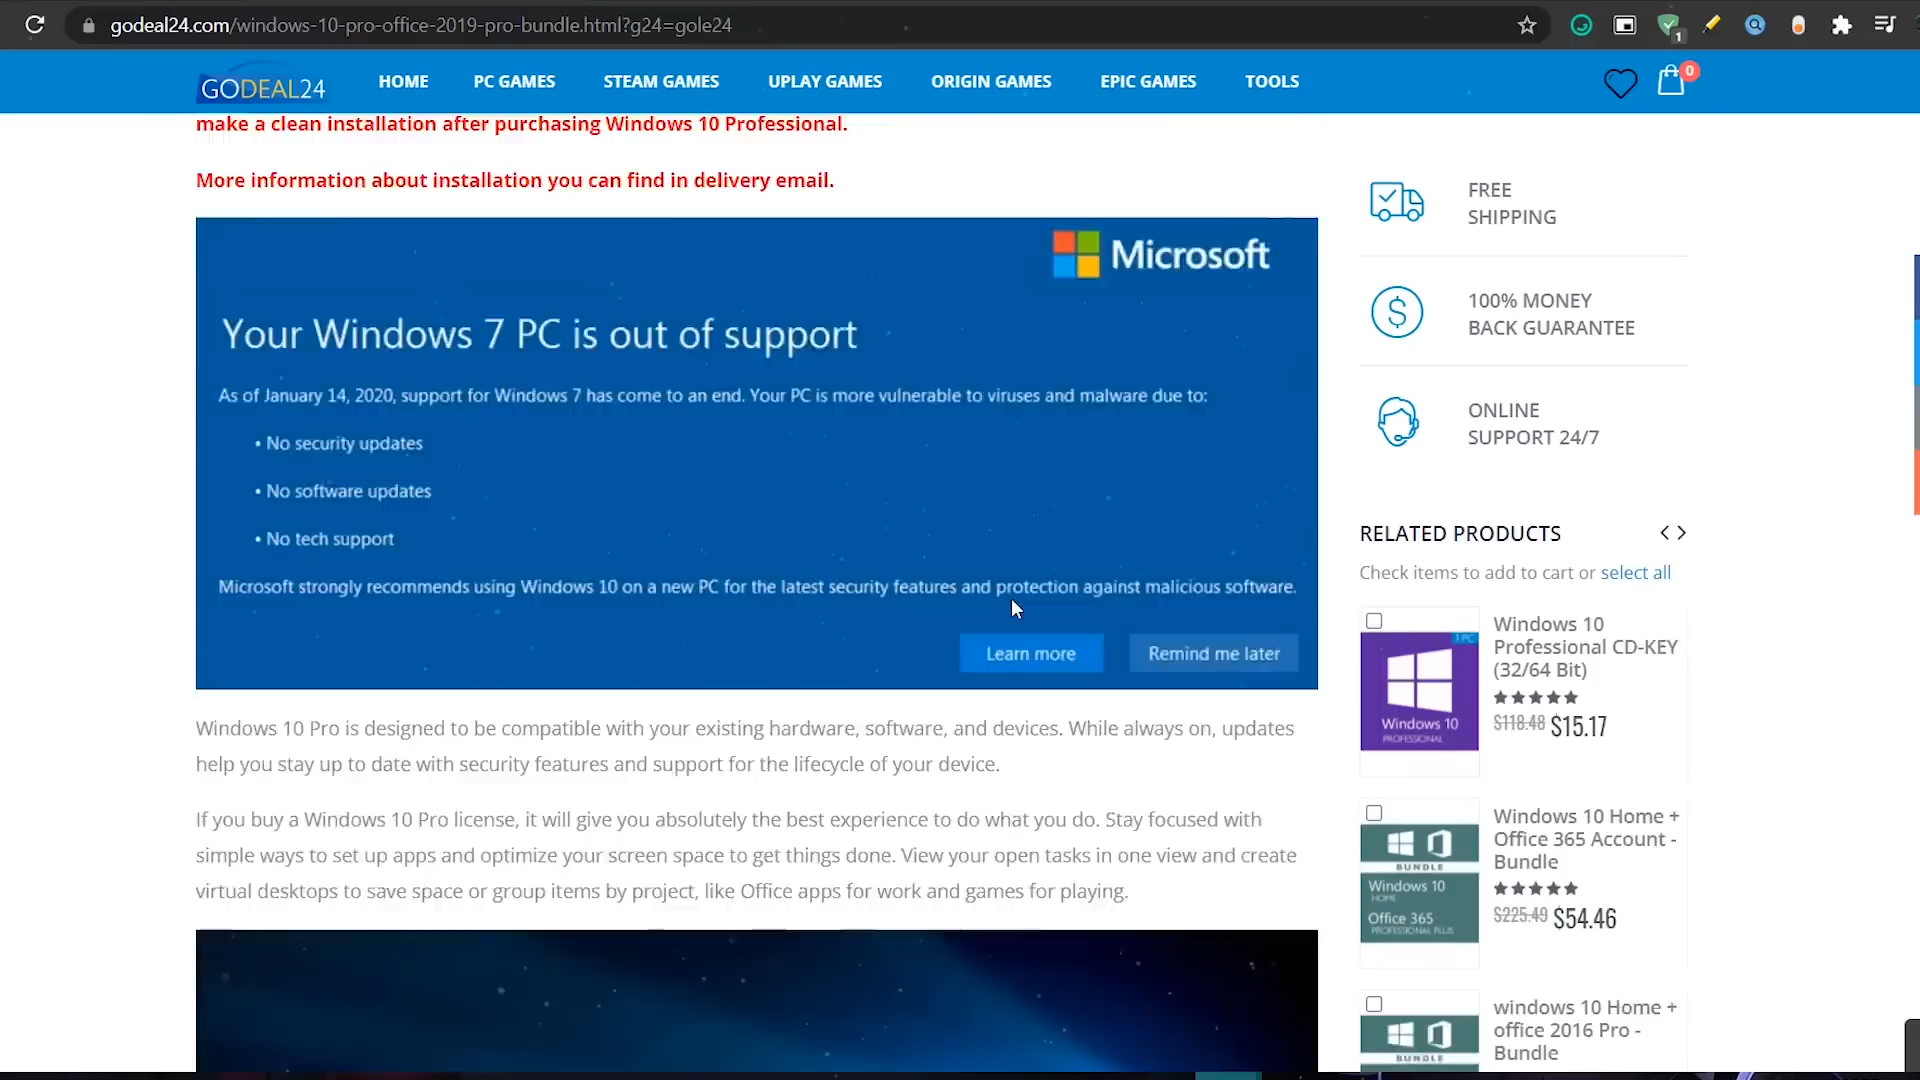 godeal24.com/windows-10-pro-office-2019-pro-bundle.html?g24=gole24
1
GODEAL24
HOME
PC GAMES
STEAM GAMES
UPLAY GAMES
ORIGIN GAMES
EPIC GAMES
TOOLS
0
make a clean installation after purchasing Windows 10 Professional.
More information about installation you can find in delivery email.
Microsoft
Your Windows 7 PC is out of support
As of January 14, 2020, support for Windows 7 has come to an end. Your PC is more vulnerable to viruses and malware due to:
• No security updates
• No software updates
• No tech support
Microsoft strongly recommends using Windows 10 on a new PC for the latest security features and protection against malicious software.
Learn more
Remind me later
Windows 10 Pro is designed to be compatible with your existing hardware, software, and devices. While always on, updates
help you stay up to date with security features and support for the lifecycle of your device.
If you buy a Windows 10 Pro license, it will give you absolutely the best experience to do what you do. Stay focused with
simple ways to set up apps and optimize your screen space to get things done. View your open tasks in one view and create
virtual desktops to save space or group items by project, like Office apps for work and games for playing.
FREE
SHIPPING
100% MONEY
BACK GUARANTEE
ONLINE
SUPPORT 24/7
RELATED PRODUCTS
Check items to add to cart or select all
1 PC
Windows 10
PROFESSIONAL
Windows 10
Professional CD-KEY
(32/64 Bit)
$118.48 $15.17
BUNDLE
Windows 10
HOME
Office 365
PROFESSIONAL PLUS
Windows 10 Home +
Office 365 Account -
Bundle
$225.49 $54.46
BUNDLE
windows 10 Home +
office 2016 Pro -
Bundle